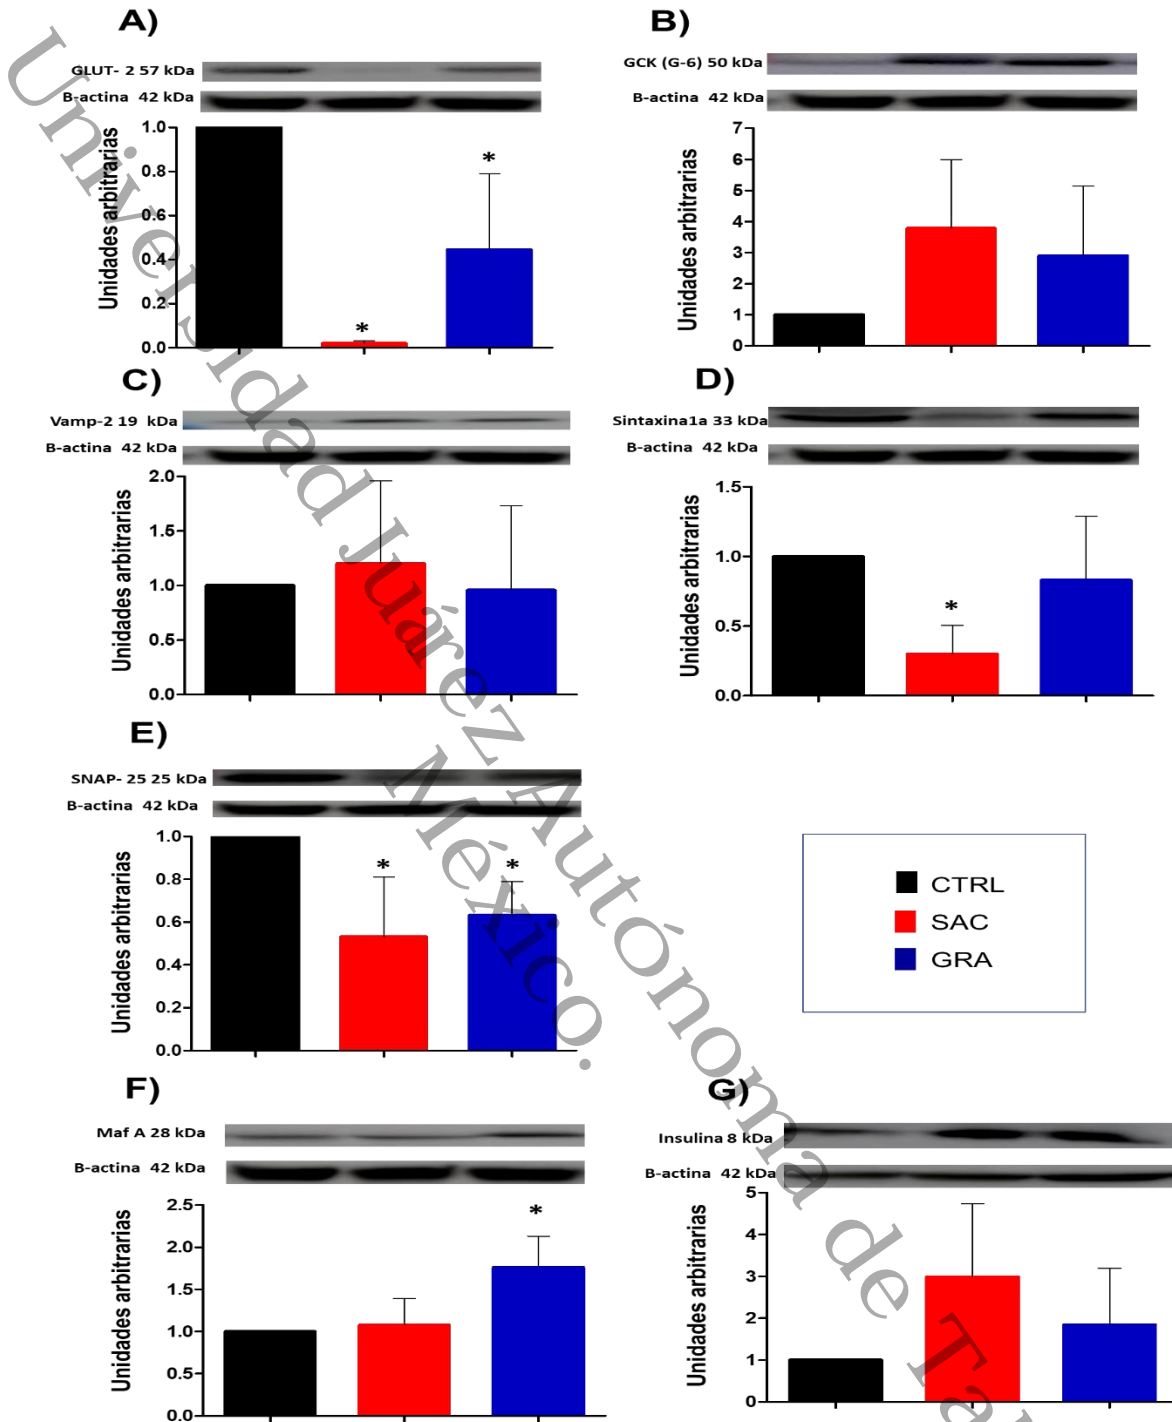 A)
GLUT- 2 57 kDa
B-actina 42 kDa
Unidades arbitrarias
1.0
0.8
0.6
0.4
0.2
0.0
*
*
B)
GCK (G-6) 50 kDa
B-actina 42 kDa
Unidades arbitrarias
7
6
5
4
3
2
1
0
C)
Vamp-2 19 kDa
B-actina 42 kDa
Unidades arbitrarias
2.0
1.5
1.0
0.5
0.0
D)
Sintaxina1a 33 kDa
B-actina 42 kDa
Unidades arbitrarias
1.5
1.0
0.5
0.0
*
E)
SNAP- 25 25 kDa
B-actina 42 kDa
Unidades arbitrarias
1.0
0.8
0.6
0.4
0.2
0.0
*
*
CTRL
SAC
GRA
F)
Maf A 28 kDa
B-actina 42 kDa
Unidades arbitrarias
2.5
2.0
1.5
1.0
0.5
0.0
*
G)
Insulina 8 kDa
B-actina 42 kDa
Unidades arbitrarias
5
4
3
2
1
0
Universidad Juárez Autónoma de
México.